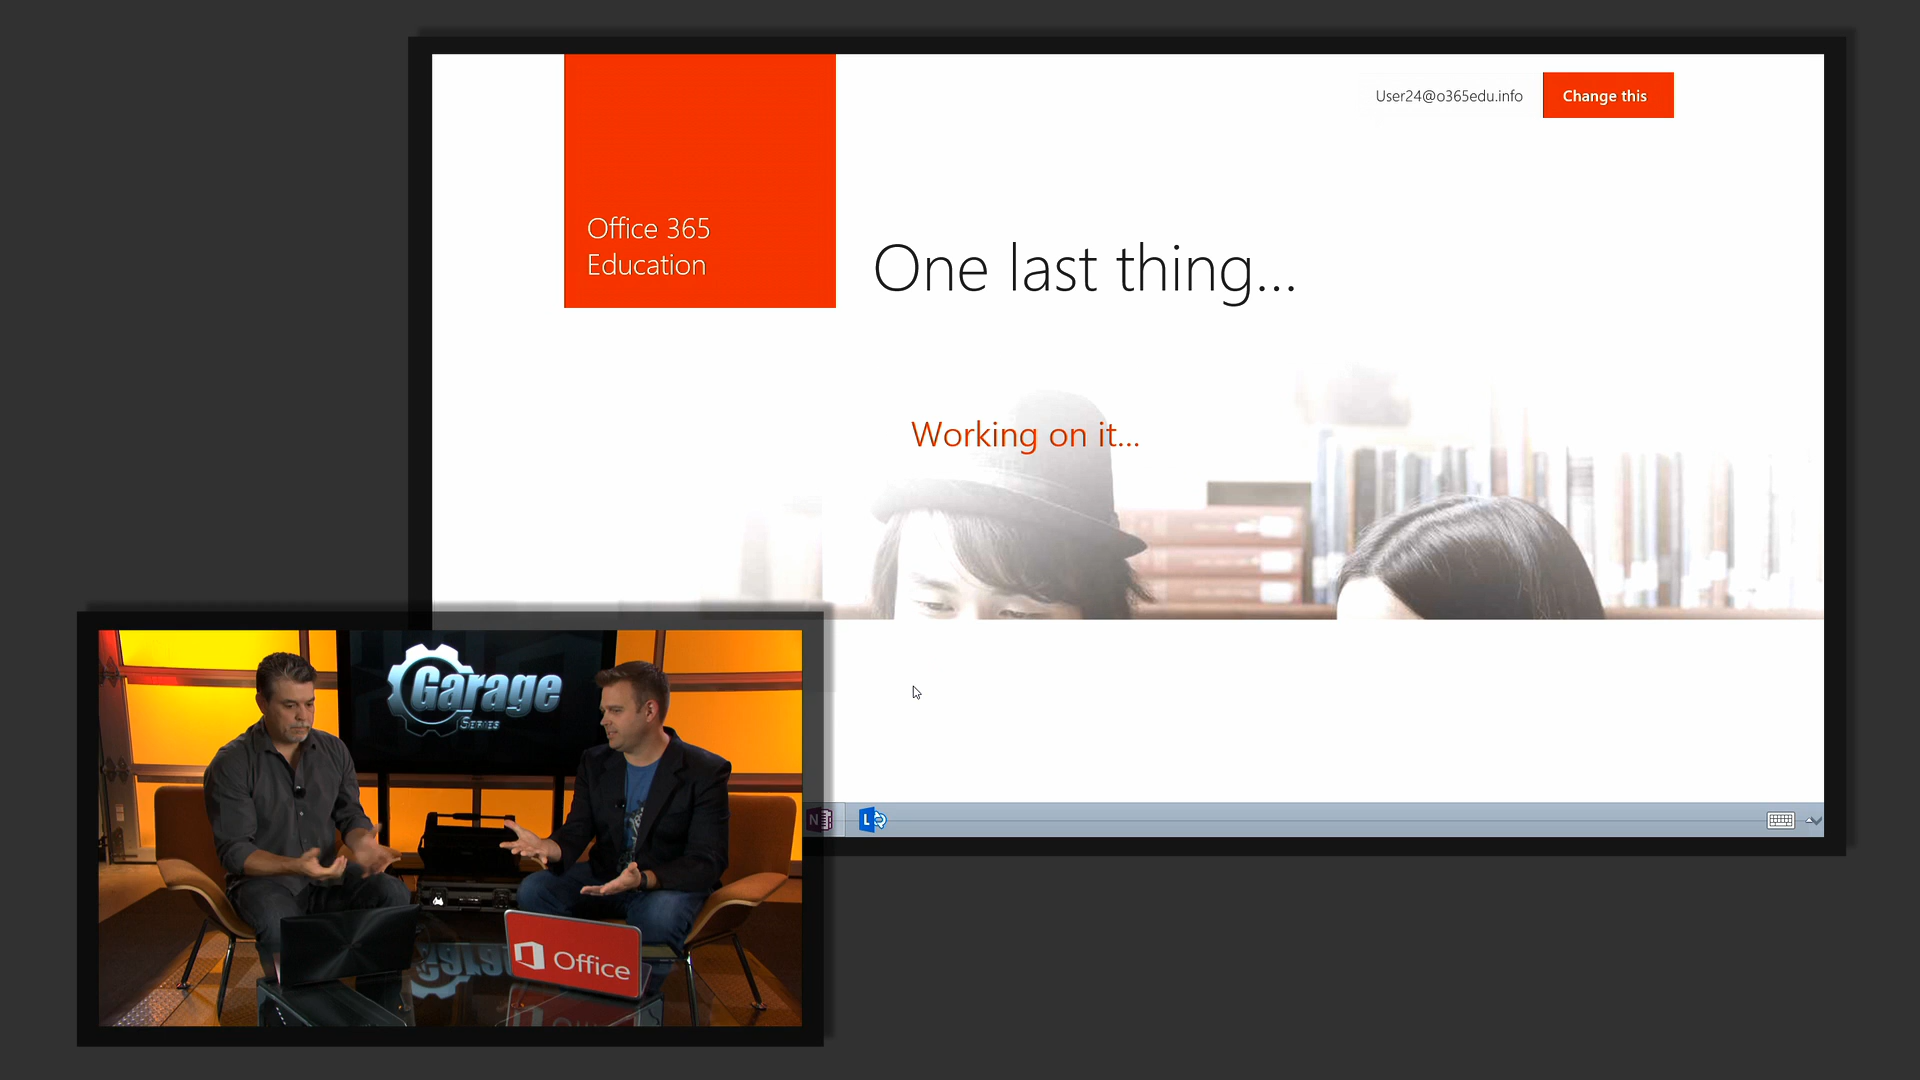 User24@o365edu.info
Change this
Office 365
Education
One last thing...
Working on it...
Garage
Series
N
L
Office